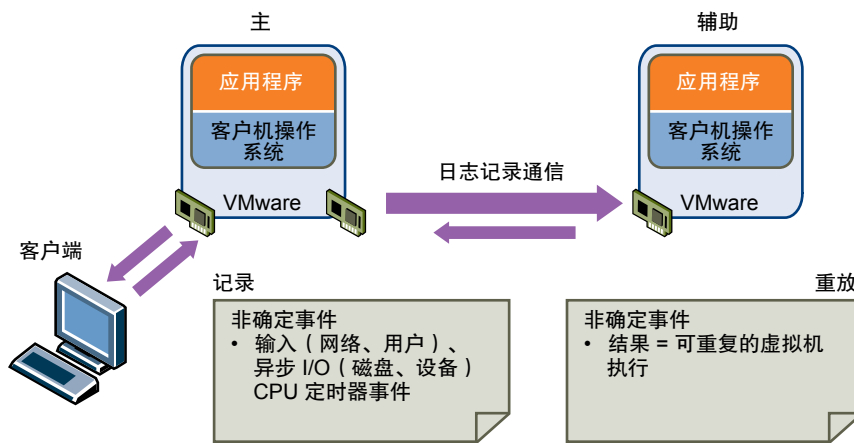 主
辅助
应用程序
客户机操作
系统
VMware
应用程序
客户机操作
系统
VMware
日志记录通信
客户端
记录
重放
非确定事件
• 输入（网络、用户）、
异步 I/O（磁盘、设备）
CPU 定时器事件
非确定事件
• 结果 = 可重复的虚拟机
执行